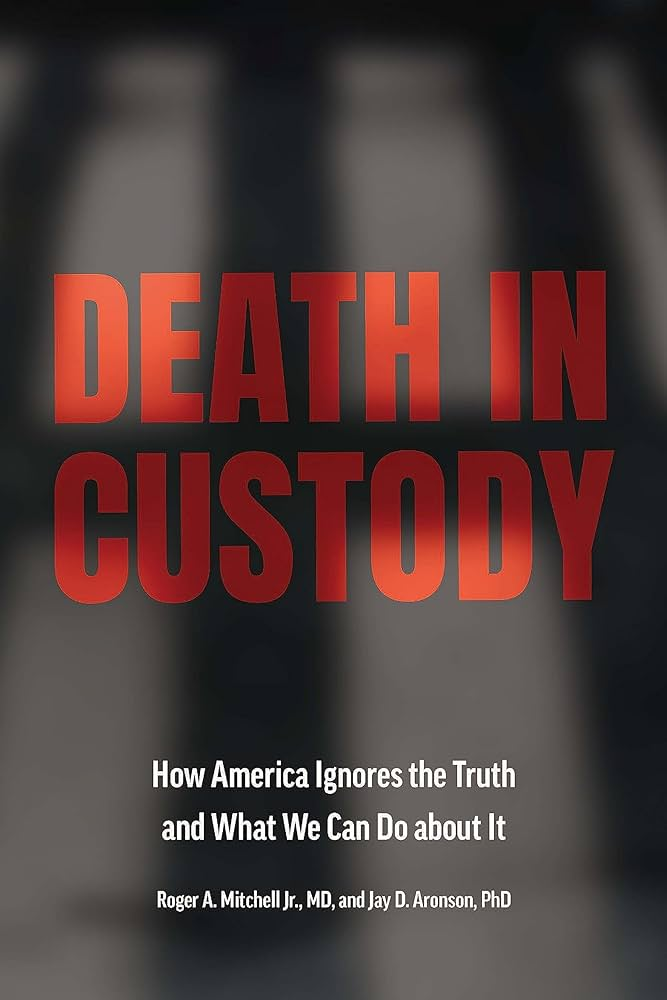 DEATH IN
CUSTODY
How America Ignores the Truth
and What We Can Do about It
Roger A. Mitchell Jr., MD, and Jay D. Aronson, PhD